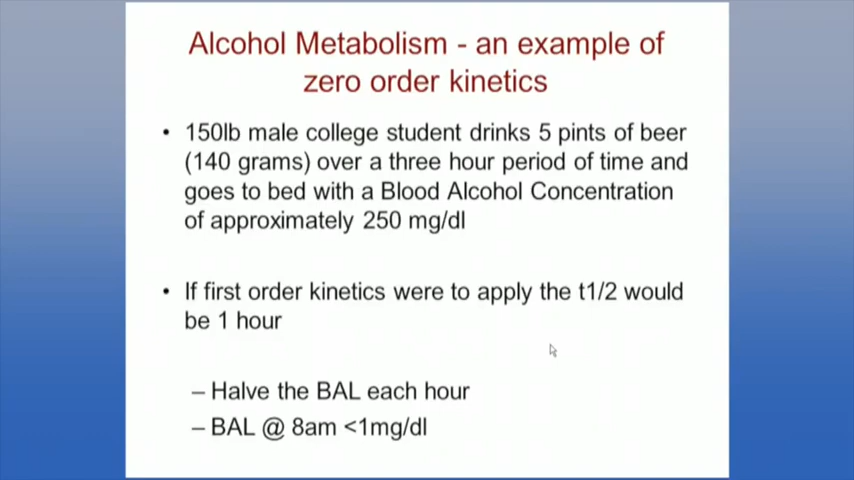 Alcohol Metabolism - an example of
zero order kinetics
• 150lb male college student drinks 5 pints of beer
(140 grams) over a three hour period of time and
goes to bed with a Blood Alcohol Concentration
of approximately 250 mg/dl
• If first order kinetics were to apply the t1/2 would
be 1 hour
– Halve the BAL each hour
– BAL @ 8am <1mg/dl